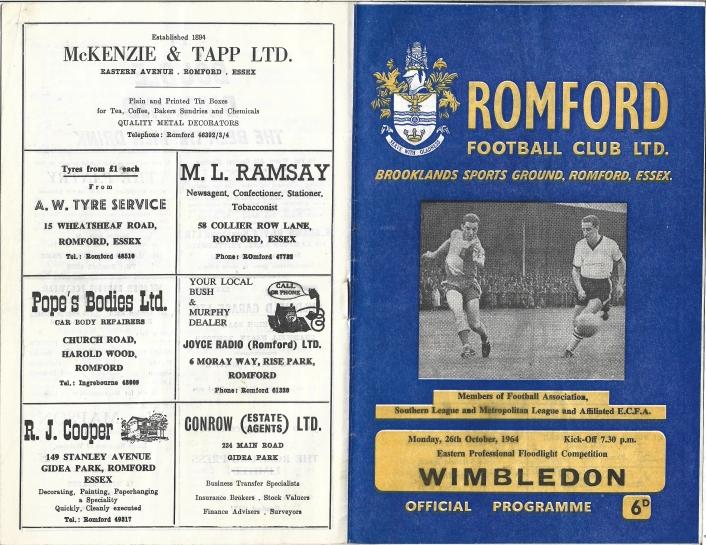 Established 1894
McKENZIE & TAPP LTD.
EASTERN AVENUE . ROMFORD . ESSEX
Plain and Printed Tin Boxes
for Tea, Coffee, Bakers Sundries and Chemicals
QUALITY METAL DECORATORS
Telephone: Romford 46392/3/4
Tyres from £1 each
From
A. W. TYRE SERVICE
15 WHEATSHEAF ROAD,
ROMFORD, ESSEX
Tel.: Romford 48510
M. L. RAMSAY
Newsagent, Confectioner, Stationer,
Tobacconist
58 COLLIER ROW LANE,
ROMFORD, ESSEX
Phone: ROmford 47782
Pope's Bodies Ltd.
CAR BODY REPAIRERS
CHURCH ROAD,
HAROLD WOOD,
ROMFORD
Tel.: Ingrebourne 43609
YOUR LOCAL
BUSH
&
MURPHY
DEALER
CALL
OR PHONE
JOYCE RADIO (Romford) LTD.
6 MORAY WAY, RISE PARK,
ROMFORD
Phone: Romford 61320
R. J. Cooper
149 STANLEY AVENUE
GIDEA PARK, ROMFORD
ESSEX
Decorating, Painting, Paperhanging
a Speciality
Quickly, Cleanly executed
Tel.: Romford 49317
CONROW (ESTATE AGENTS) LTD.
224 MAIN ROAD
GIDEA PARK
Business Transfer Specialists
Insurance Brokers . Stock Valuers
Finance Advisers . Surveyors
ROMFORD
FOOTBALL CLUB LTD.
BROOKLANDS SPORTS GROUND, ROMFORD, ESSEX.
Members of Football Association,
Southern League and Metropolitan League and Affiliated E.C.F.A.
Monday, 26th October, 1964 Kick-Off 7.30 p.m.
Eastern Professional Floodlight Competition
WIMBLEDON
OFFICIAL PROGRAMME 6D